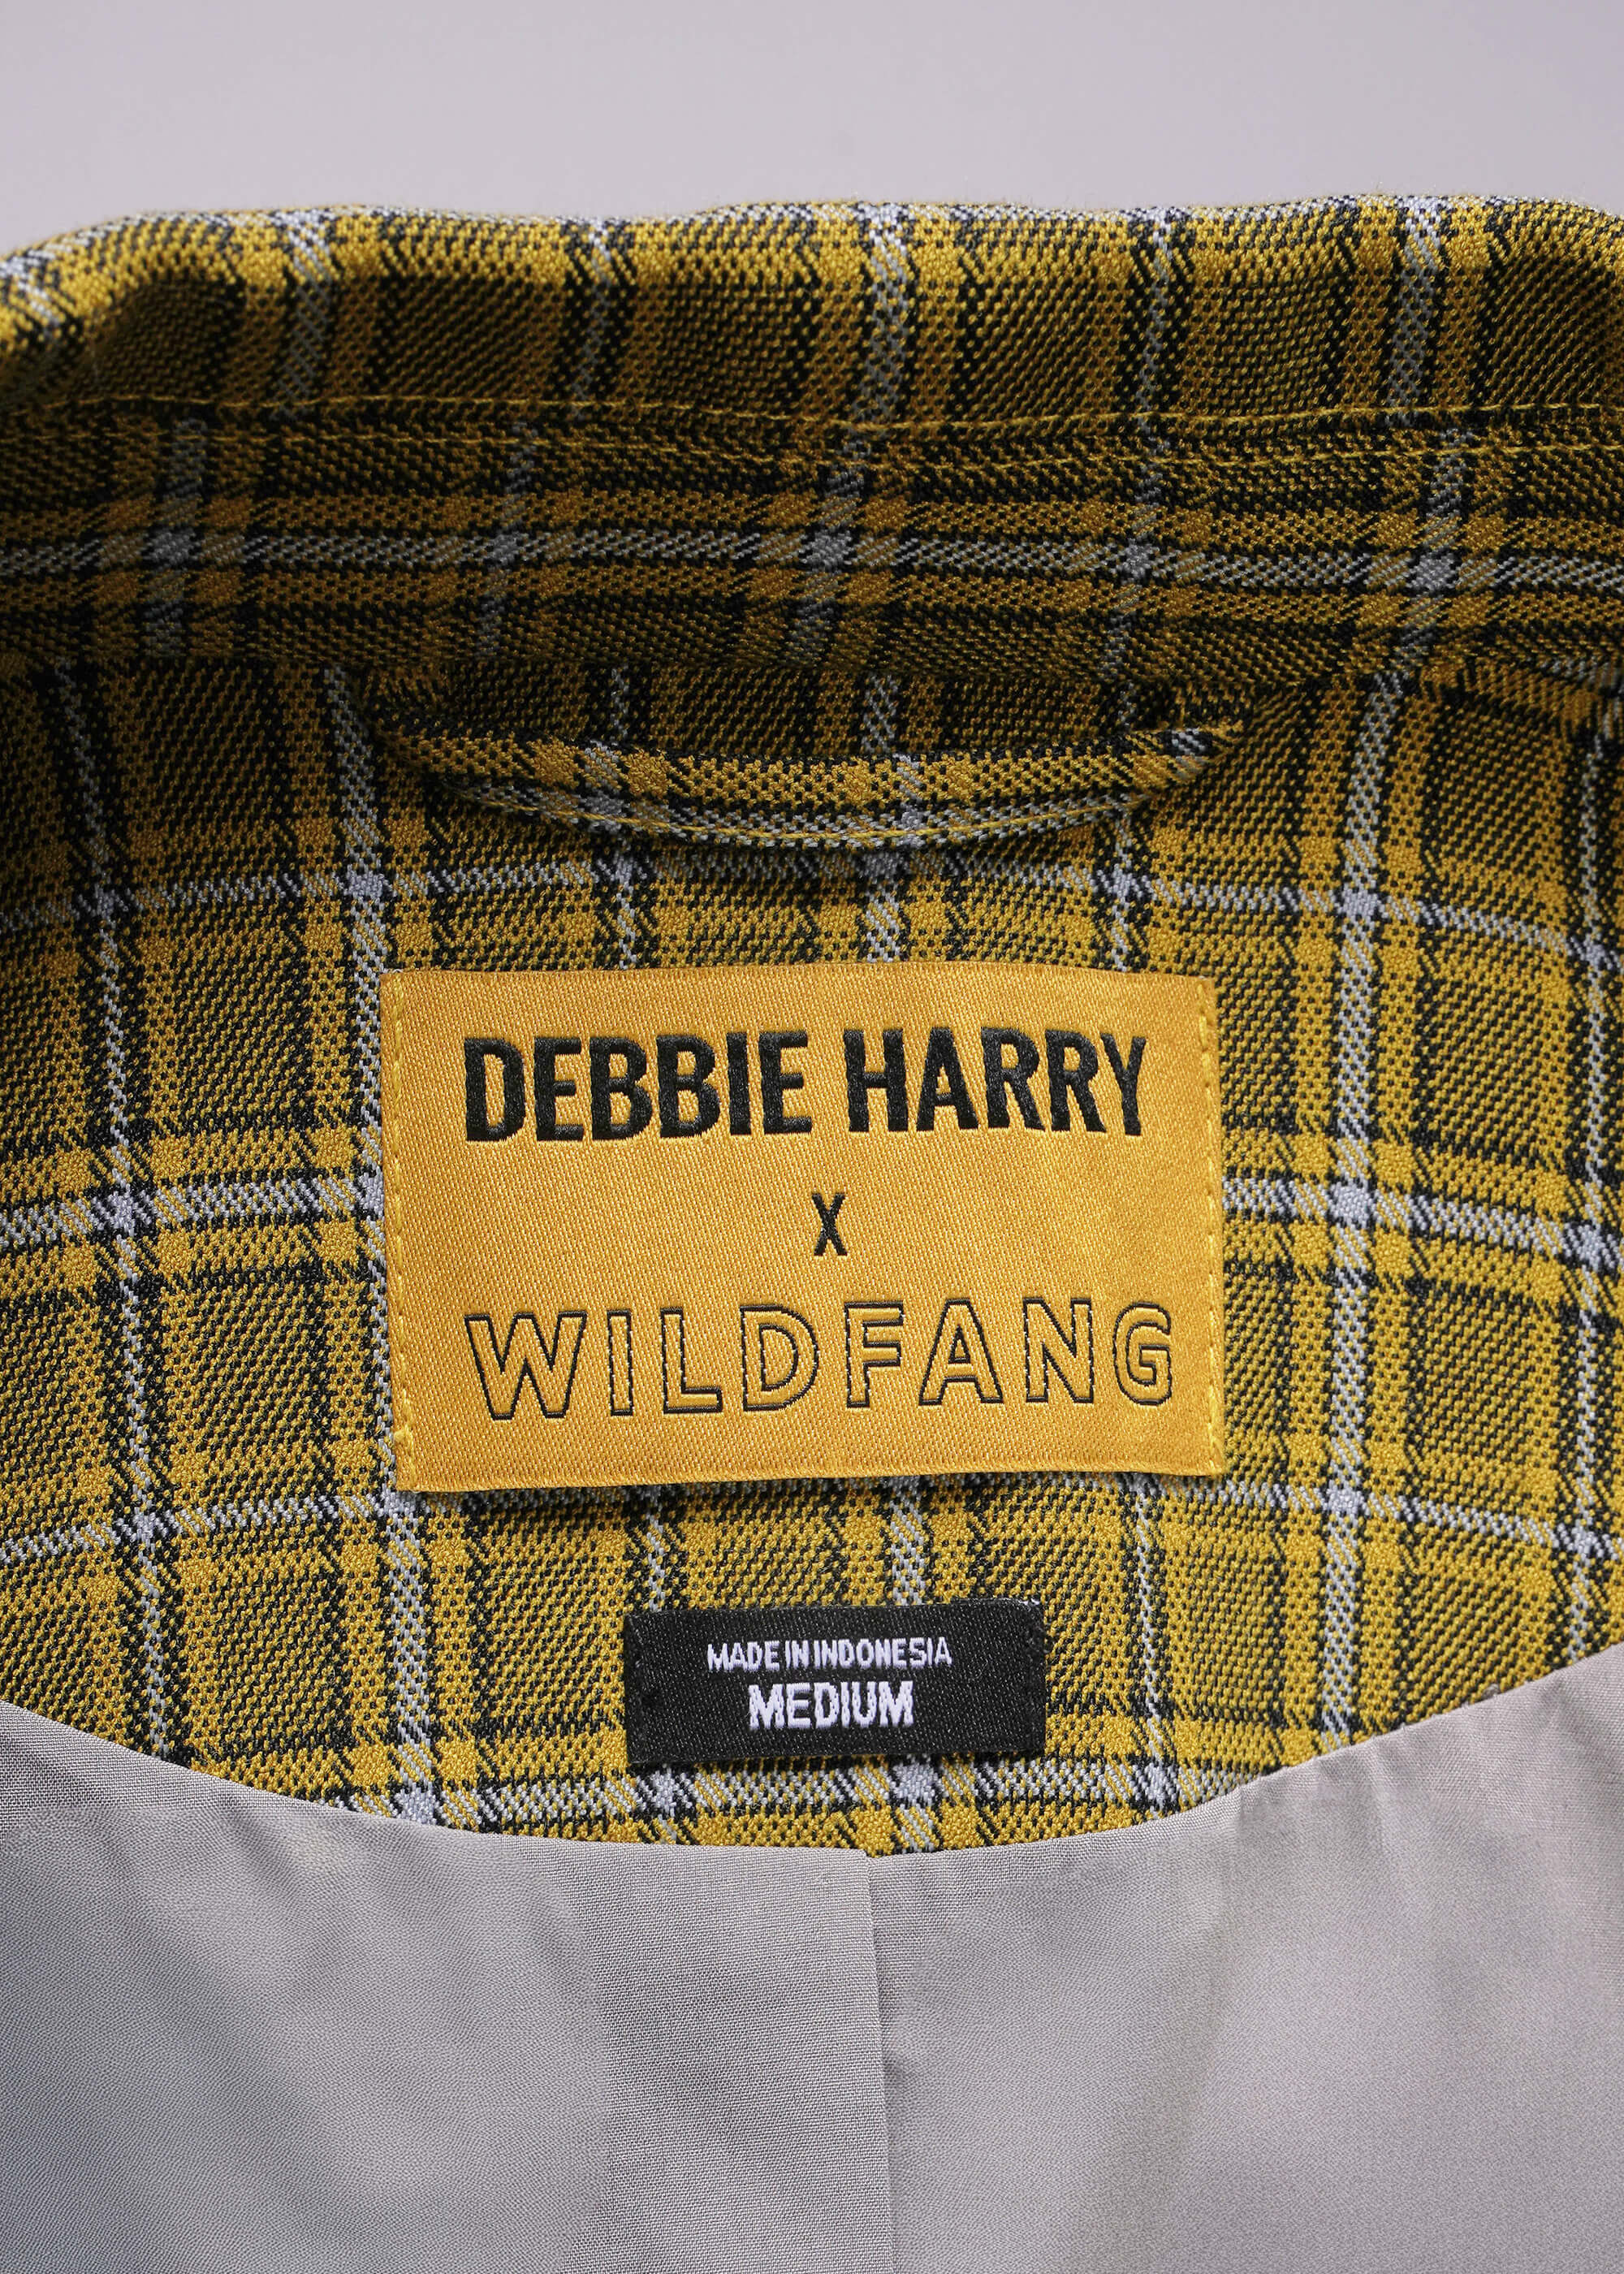 DEBBIE HARRY
X
WILDFANG
MADE IN INDONESIA
MEDIUM